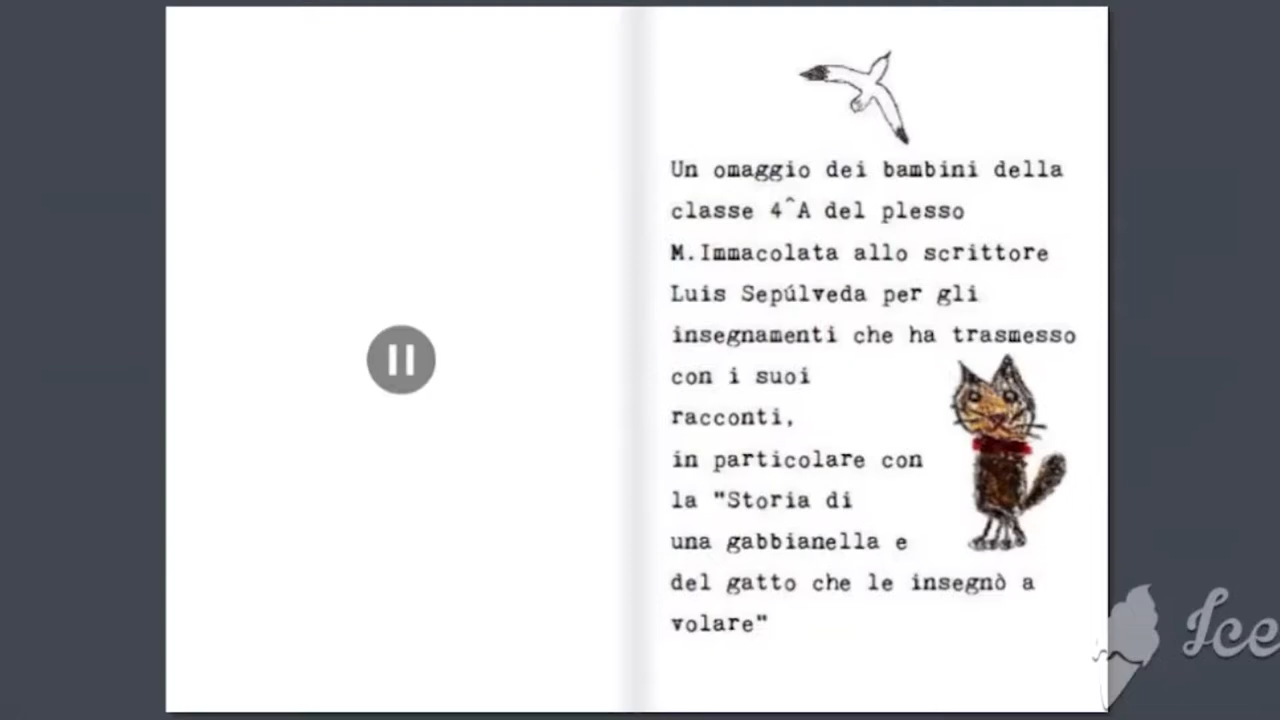 Un omaggio dei bambini della
classe 4^A del plesso
M.Immacolata allo scrittore
Luis Sepúlveda per gli
insegnamenti che ha trasmesso
con i suoi
racconti,
in particolare con
la "Storia di
una gabbianella e
del gatto che le insegnò a
volare"
Ice